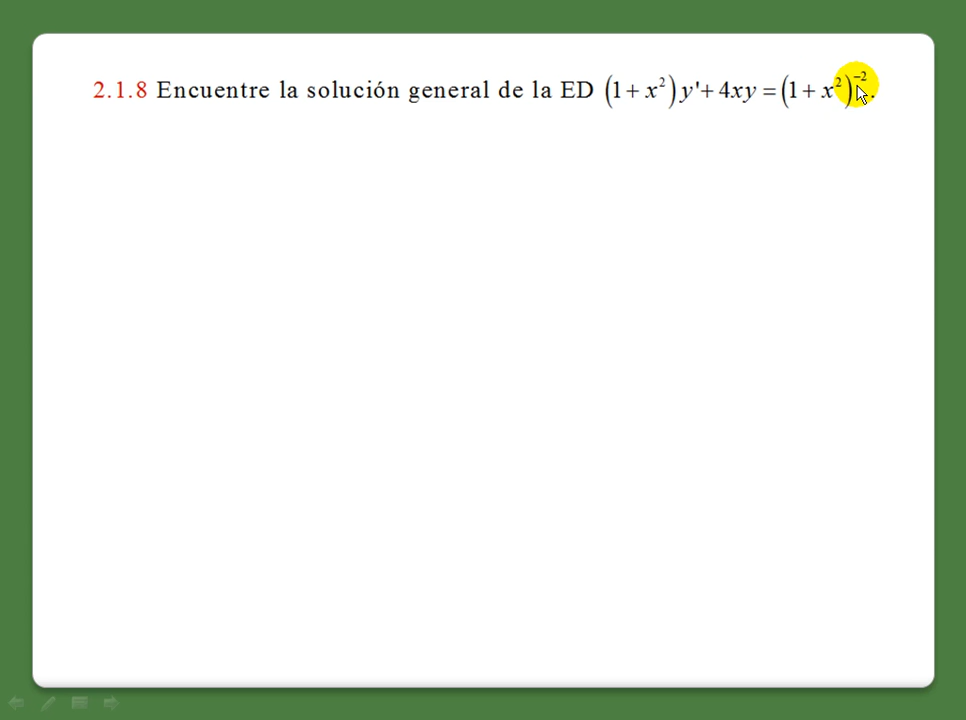 2.1.8 Encuentre la solución general de la ED (1 + x²) y'+ 4xy = (1 + x²)⁻².